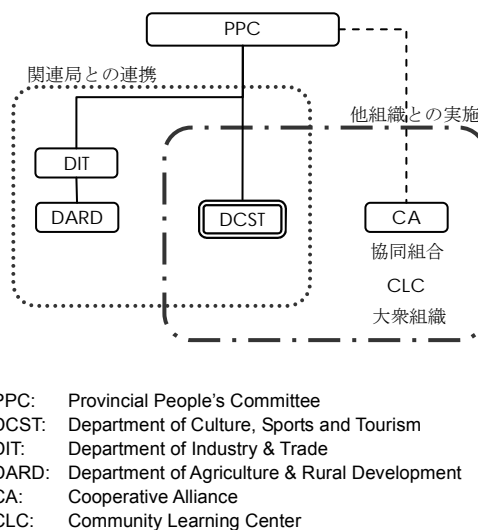 PPC
関連局との連携
他組織との実施
DIT
DARD
DCST
CA
協同組合
CLC
大衆組織
PPC: Provincial People's Committee
DCST: Department of Culture, Sports and Tourism
DIT: Department of Industry & Trade
DARD: Department of Agriculture & Rural Development
CA: Cooperative Alliance
CLC: Community Learning Center